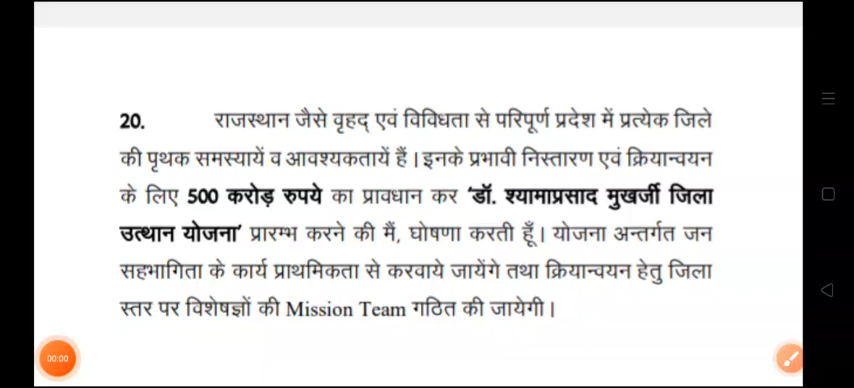 20. राजस्थान जैसे वृहद् एवं विविधता से परिपूर्ण प्रदेश में प्रत्येक जिले
की पृथक समस्यायें व आवश्यकतायें हैं। इनके प्रभावी निस्तारण एवं क्रियान्वयन
के लिए 500 करोड़ रुपये का प्रावधान कर ‘डॉ. श्यामाप्रसाद मुखर्जी जिला
उत्थान योजना’ प्रारम्भ करने की मैं, घोषणा करती हूँ। योजना अन्तर्गत जन
सहभागिता के कार्य प्राथमिकता से करवाये जायेंगे तथा क्रियान्वयन हेतु जिला
स्तर पर विशेषज्ञों की Mission Team गठित की जायेगी।
00:00